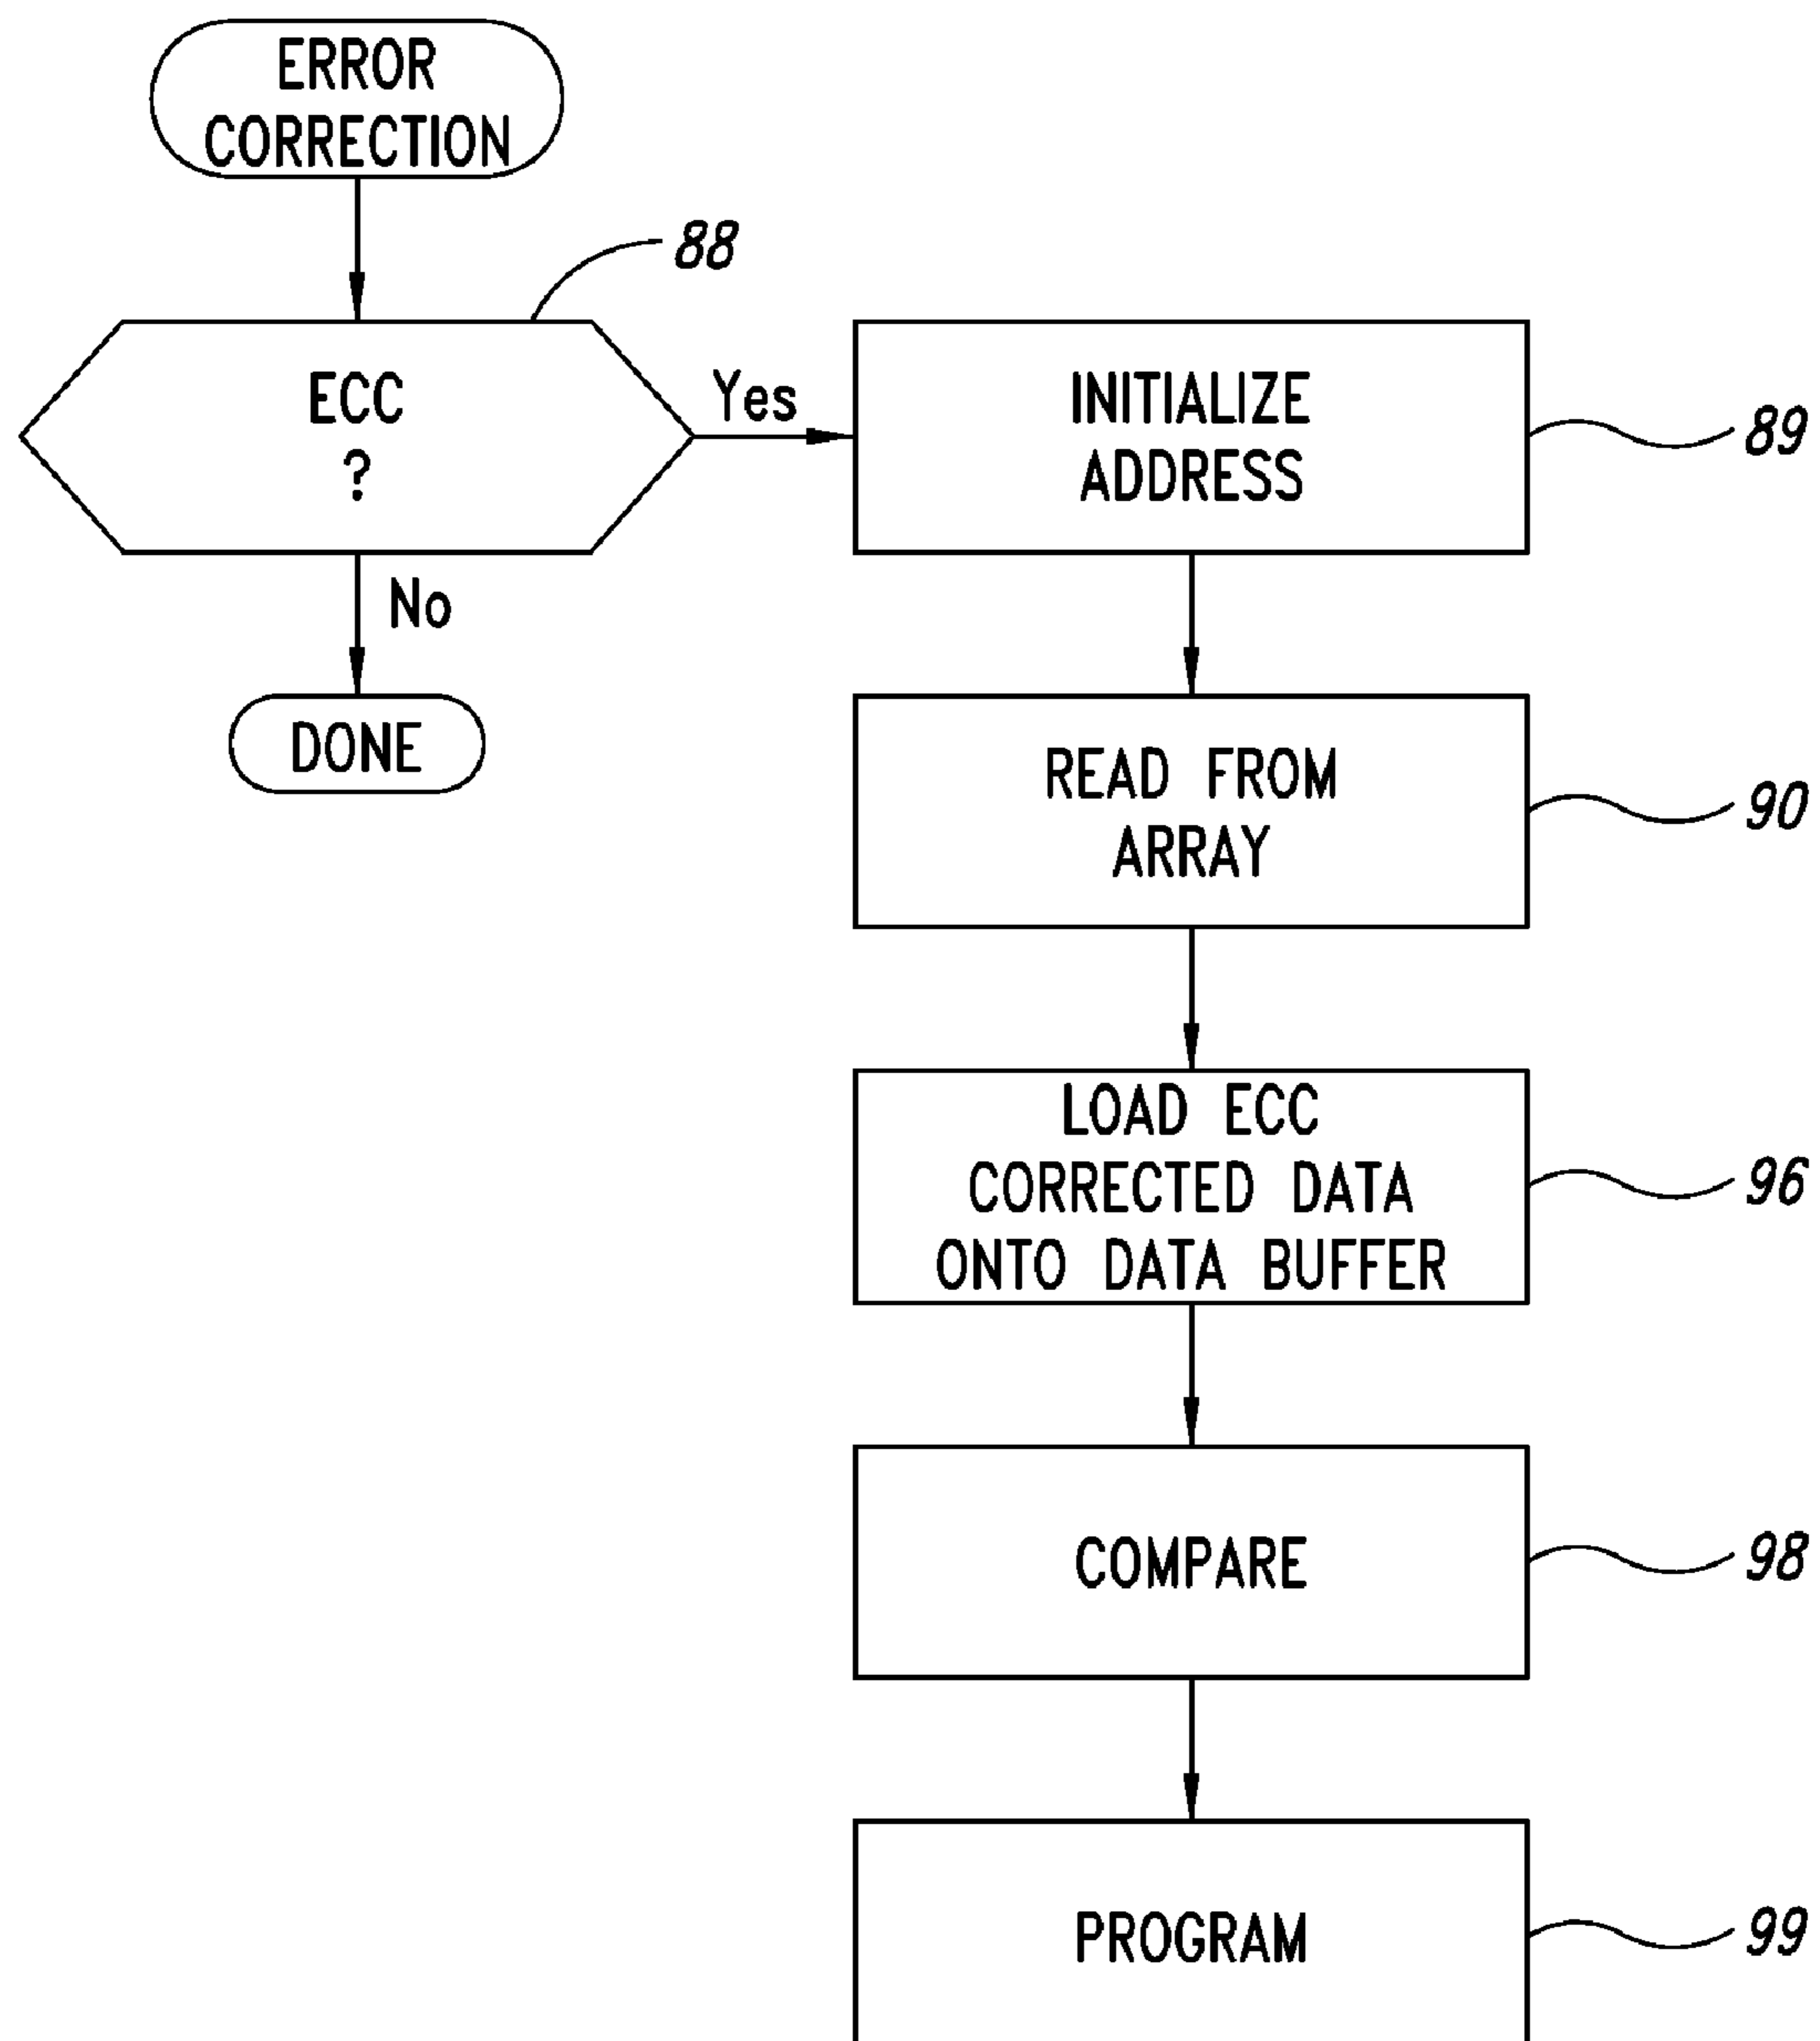 ERROR
CORRECTION
88
ECC
?
Yes
INITIALIZE
ADDRESS
89
No
DONE
READ FROM
ARRAY
90
LOAD ECC
CORRECTED DATA
ONTO DATA BUFFER
96
COMPARE
98
PROGRAM
99